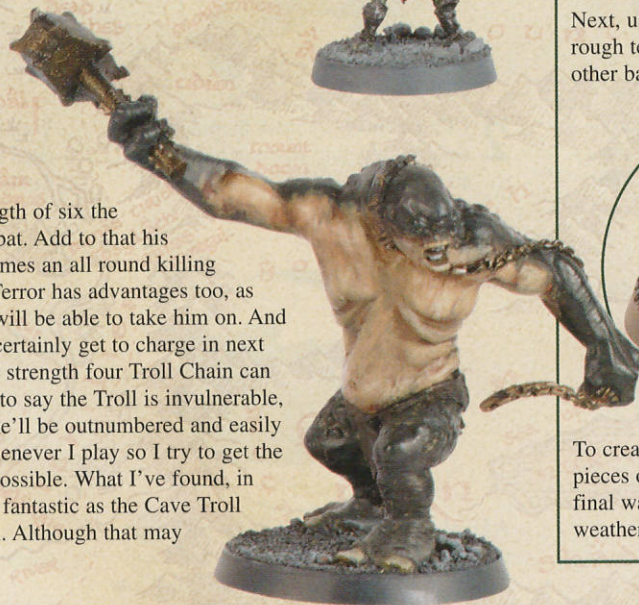 gth of six the
bat. Add to that his
mes an all round killing
Terror has advantages too, as
will be able to take him on. And
certainly get to charge in next
strength four Troll Chain can
to say the Troll is invulnerable,
e'll be outnumbered and easily
enever I play so I try to get the
ossible. What I've found, in
fantastic as the Cave Troll
. Although that may
Next, u
rough te
other ba
To crea
pieces o
final wa
weather